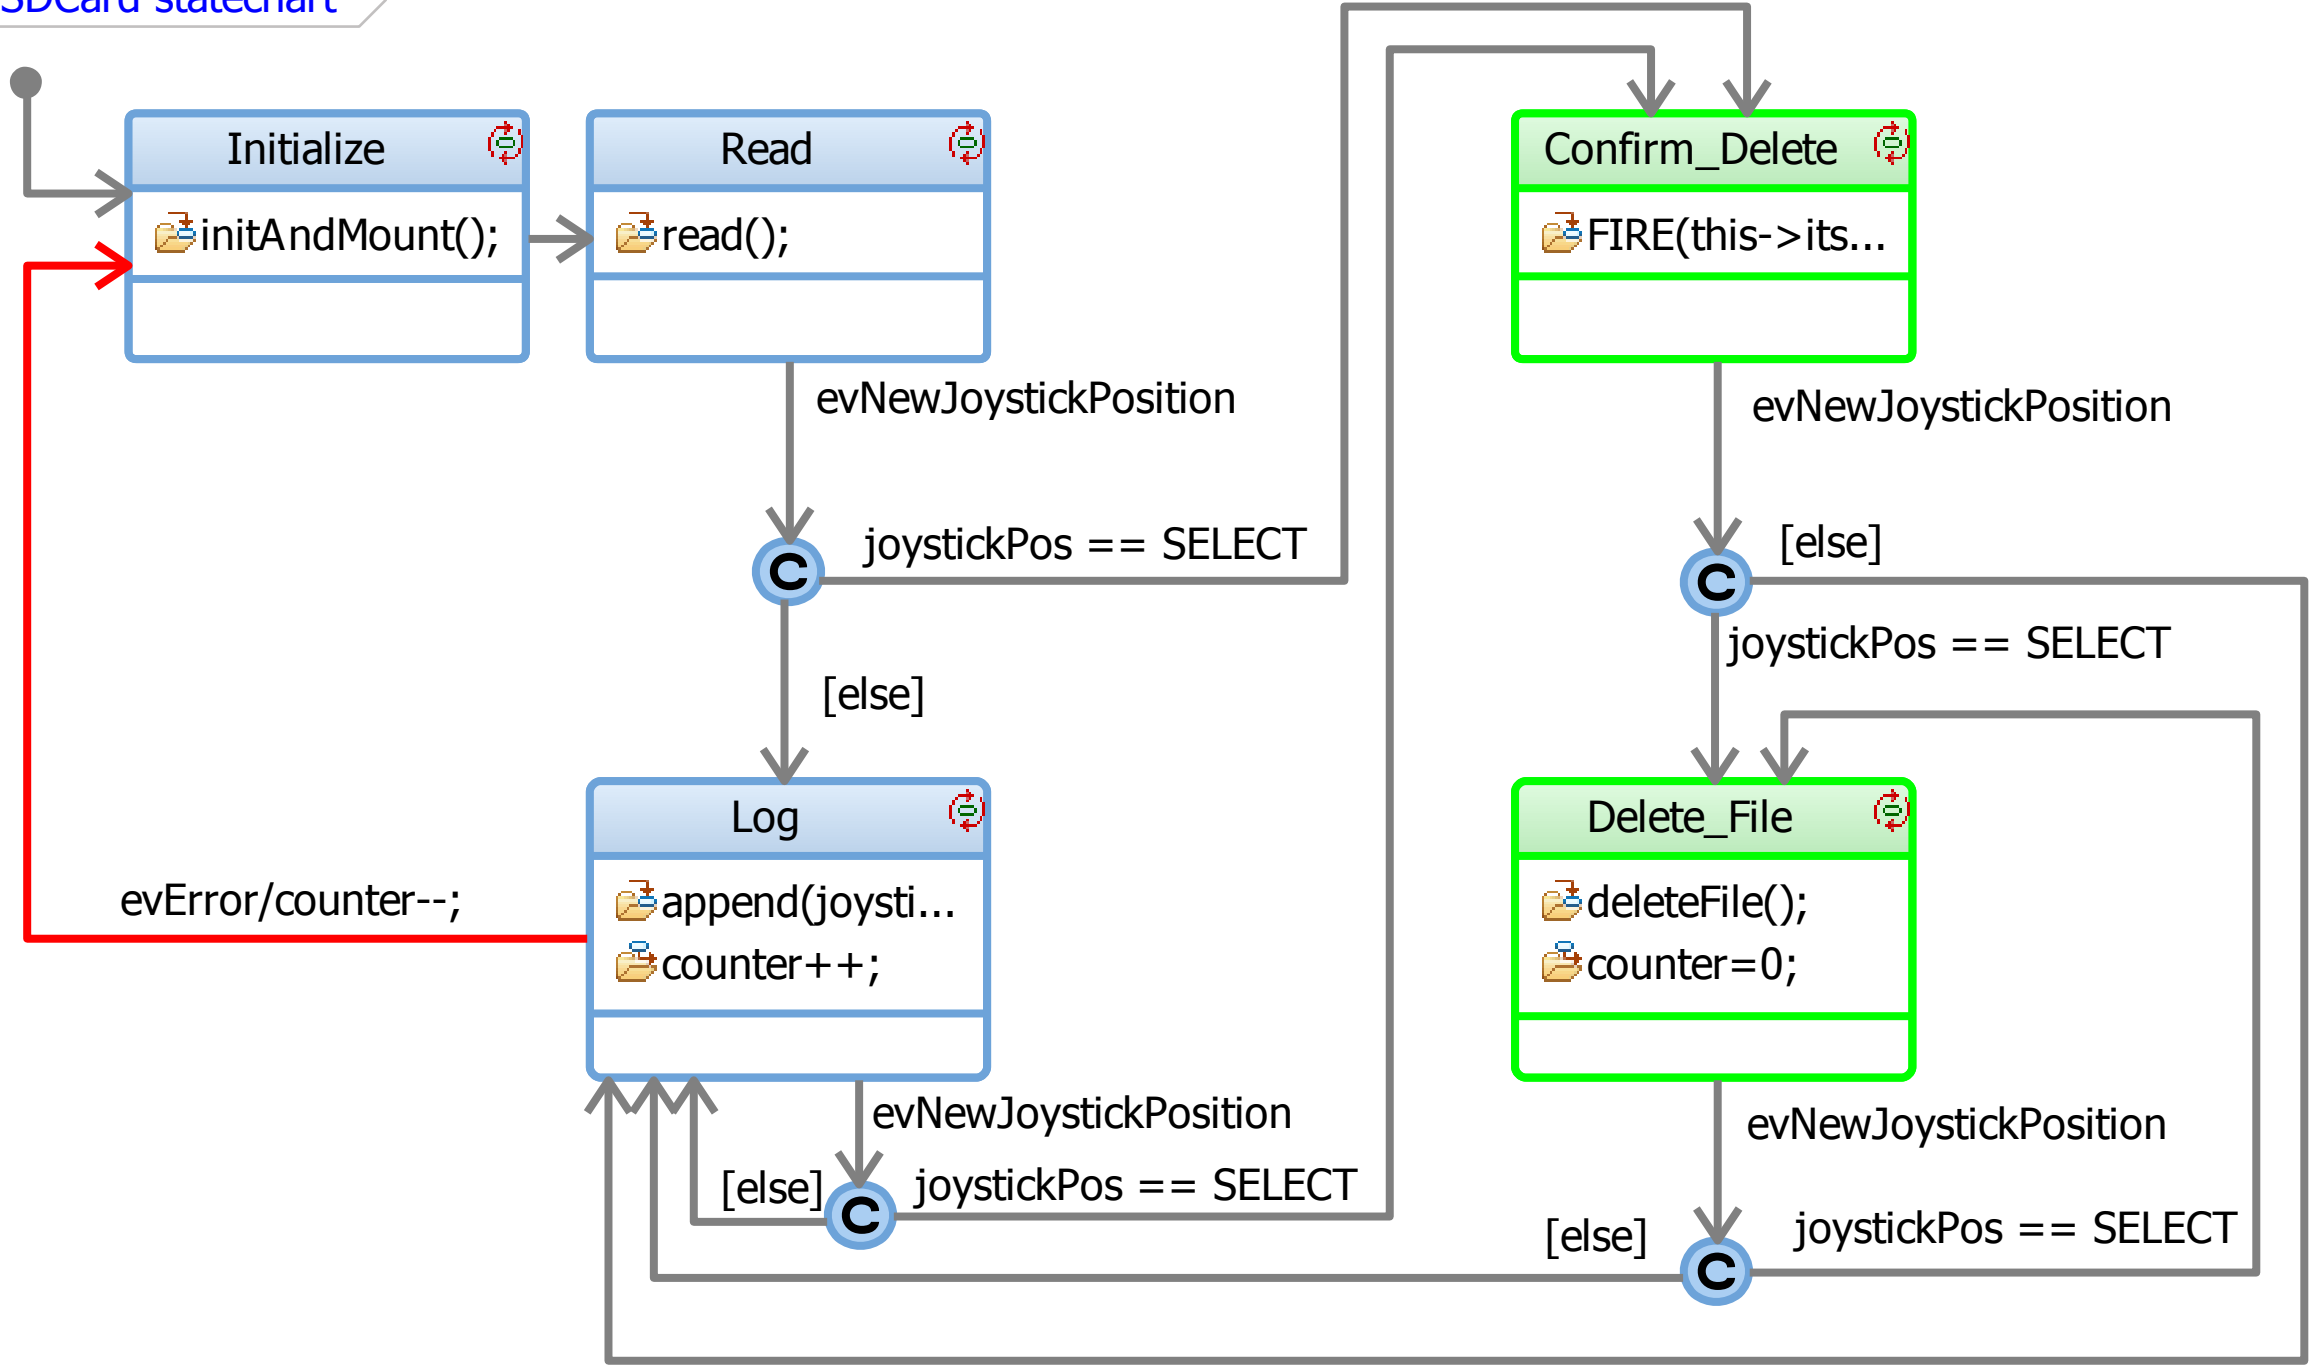 SDCard statechart
Initialize
initAndMount();
Read
read();
Confirm_Delete
FIRE(this->its...
evNewJoystickPosition
evNewJoystickPosition
joystickPos == SELECT
[else]
[else]
joystickPos == SELECT
Log
append(joysti...
counter++;
evError/counter--;
Delete_File
deleteFile();
counter=0;
evNewJoystickPosition
evNewJoystickPosition
[else]
joystickPos == SELECT
[else]
joystickPos == SELECT
C
C
C
C